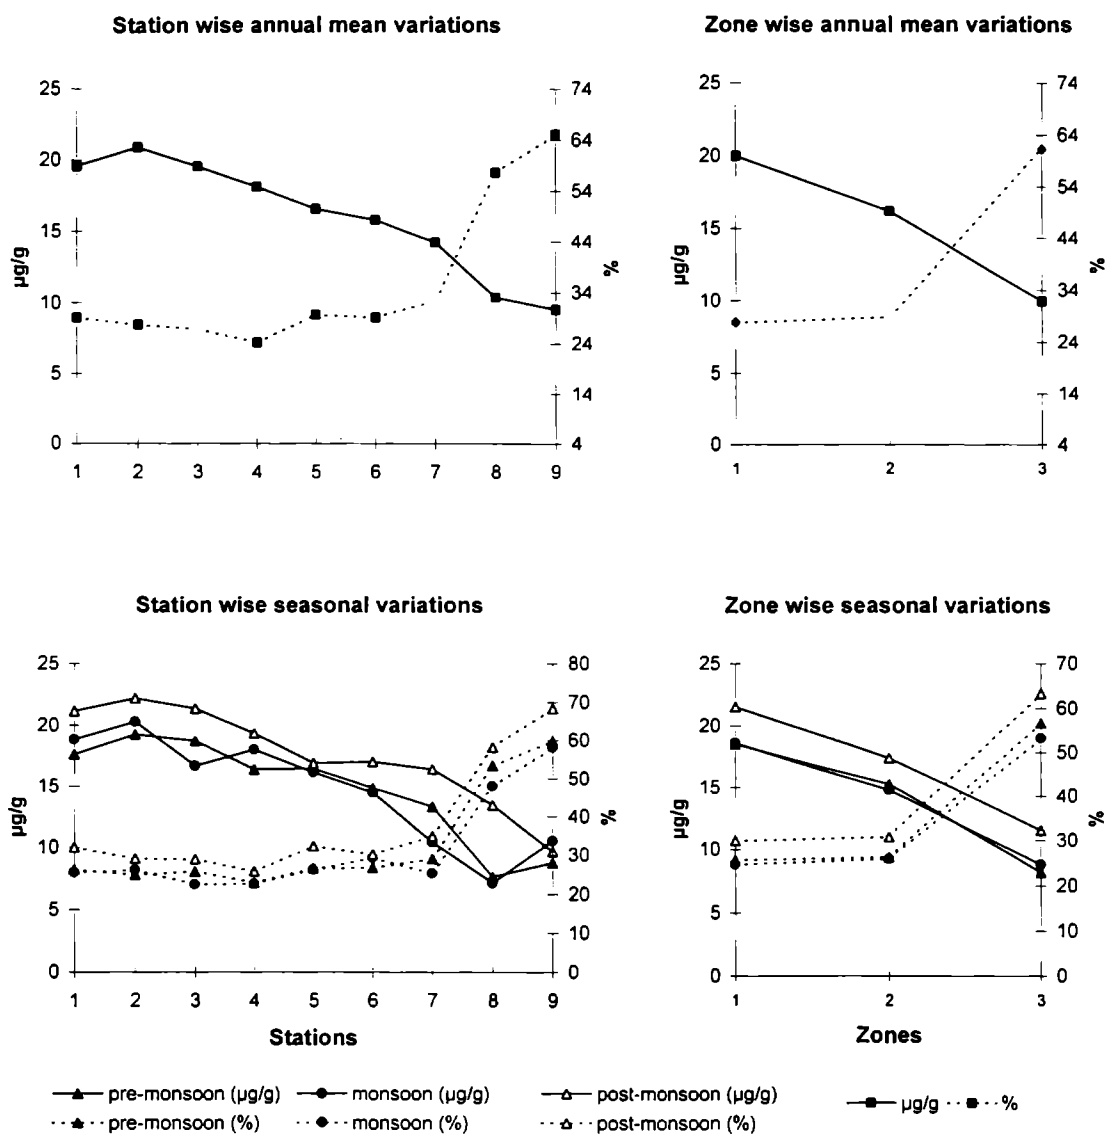 Station wise annual mean variations
Zone wise annual mean variations
25 74
20 64
15 54
44
10 34
5 24
14
0 4
µg/g
%
1 2 3 4 5 6 7 8 9
25 74
20 64
54
15 44
10 34
24
5 14
0 4
µg/g
%
1 2 3
Station wise seasonal variations
Zone wise seasonal variations
25 80
20 70
60
15 50
40
10 30
5 20
10
0 0
µg/g
%
1 2 3 4 5 6 7 8 9
Stations
25 70
20 60
50
15 40
10 30
20
5 10
0 0
µg/g
%
1 2 3
Zones
pre-monsoon (µg/g) monsoon (µg/g) post-monsoon (µg/g) µg/g %
pre-monsoon (%) monsoon (%) post-monsoon (%)